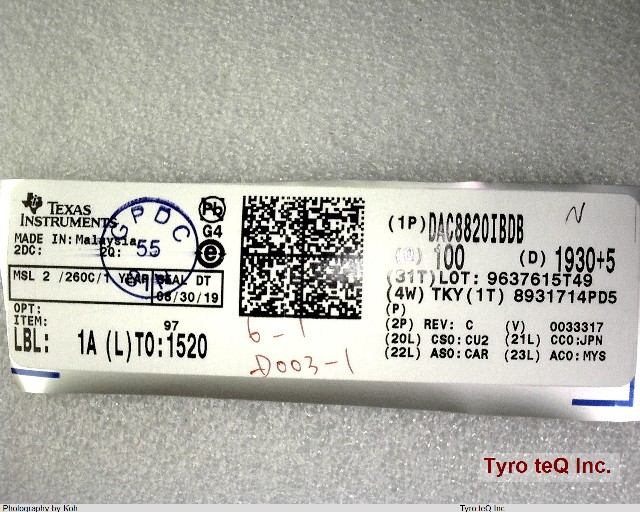 TEXAS
INSTRUMENTS
MADE IN: Malaysia
2DC: 2Q:
MSL 2 /260C/1 YEAR SEAL DT
08/30/19
OPT:
ITEM:
97
LBL: 1A (L)TO:1520
Pb
G4
e
GPDC
55
(1P) DAC8820IBDB
(Q) 100 (D) 1930+5
(31T)LOT: 9637615T49
(4W) TKY(1T) 8931714PD5
(P)
(2P) REV: C (V) 0033317
(20L) CSO:CU2 (21L) CCO:JPN
(22L) ASO:CAR (23L) ACO:MYS
N
6-1
D003-1
Tyro teQ Inc.
Photography by Koh Tyro teQ Inc